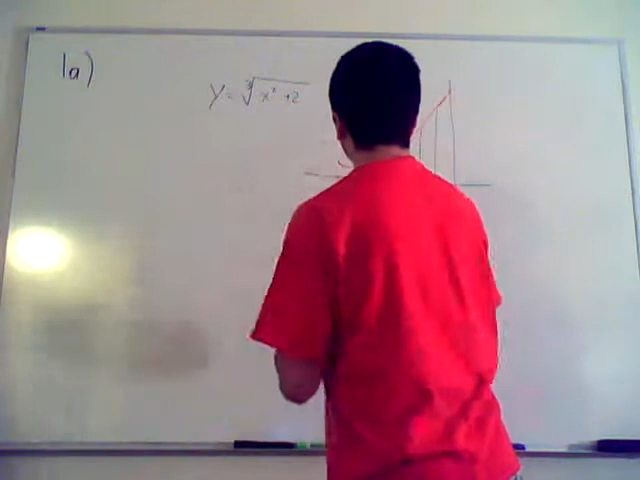 1a)
y = ∛(x² + 2)